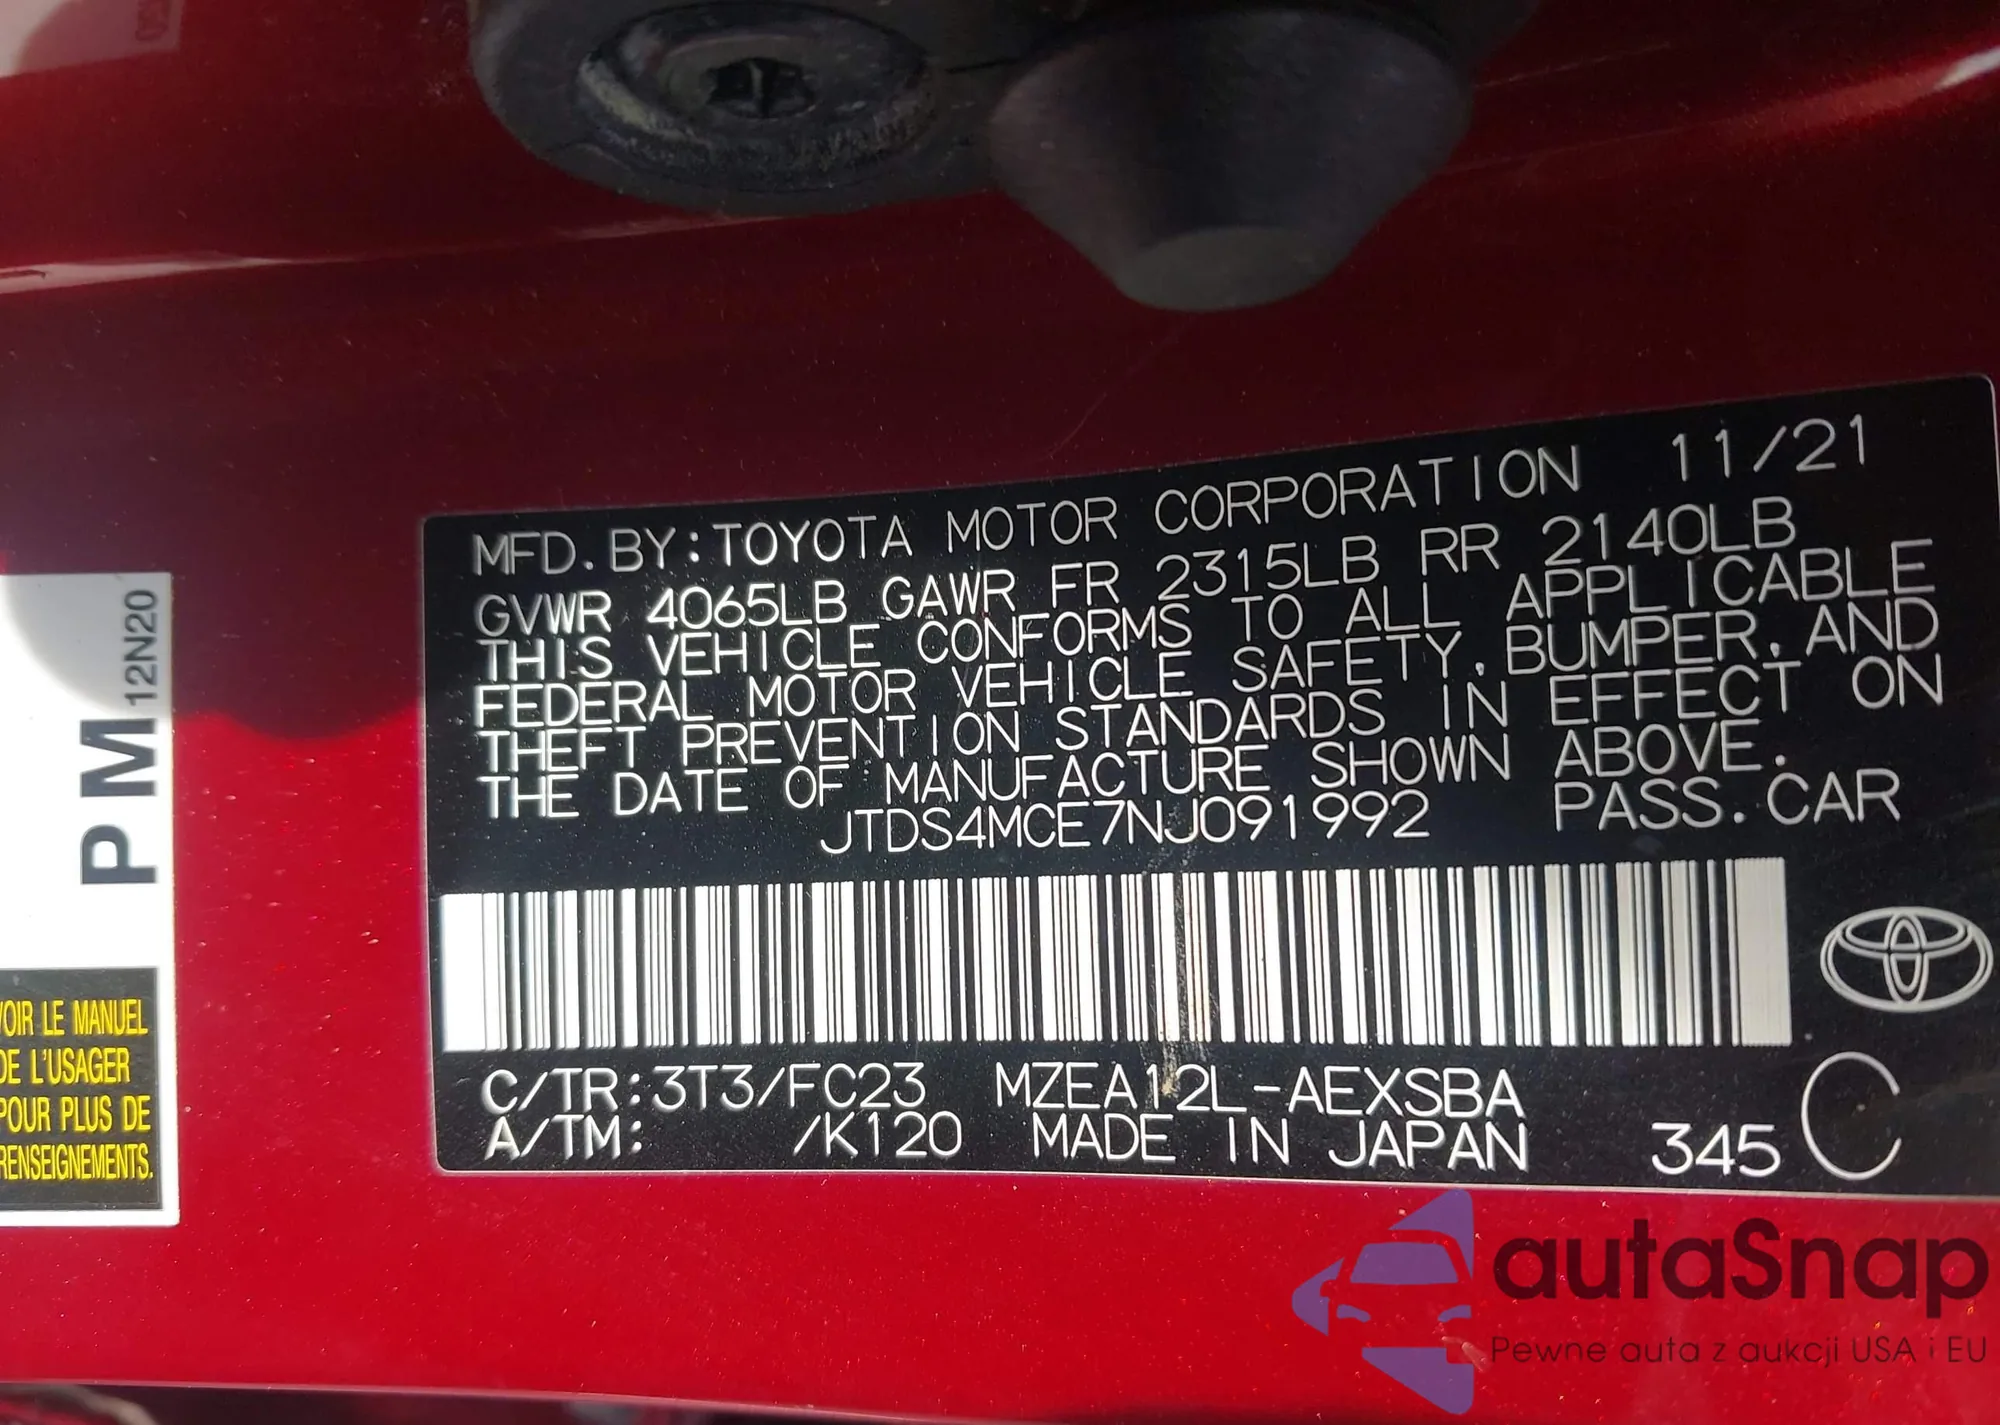 MFD. BY:TOYOTA MOTOR CORPORATION 11/21
GVWR 4065LB GAWR FR 2315LB RR 2140LB
THIS VEHICLE CONFORMS TO ALL APPLICABLE
FEDERAL MOTOR VEHICLE SAFETY, BUMPER, AND
THEFT PREVENTION STANDARDS IN EFFECT ON
THE DATE OF MANUFACTURE SHOWN ABOVE.
JTDS4MCE7NJ091992 PASS. CAR
C/TR:3T3/FC23 MZEA12L-AEXSBA
A/TM: /K120 MADE IN JAPAN 345 C
PM 12N20
VOIR LE MANUEL
DE L'USAGER
POUR PLUS DE
RENSEIGNEMENTS.
autaSnap
Pewne auta z aukcji USA i EU